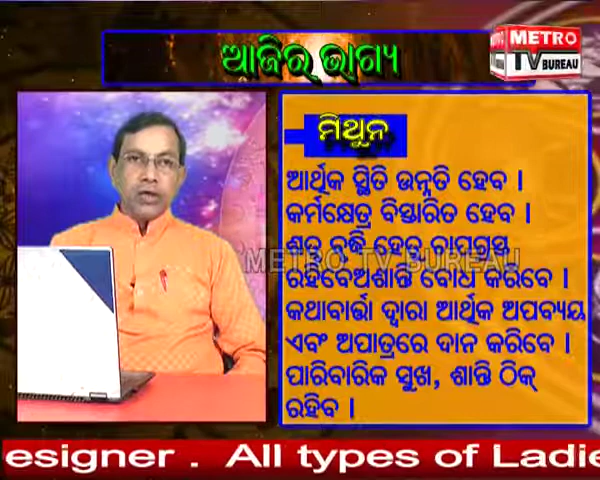 ଆଜିର ଭାଗ୍ୟ
METRO
TV BUREAU
ମିଥୁନ
ଆର୍ଥିକ ସ୍ଥିତି ଉନ୍ନତି ହେବ ।
କର୍ମକ୍ଷେତ୍ର ବିସ୍ତାରିତ ହେବ ।
ଶତ୍ରୁ ବୃଦ୍ଧି ହେତୁ ଚାପଗ୍ରସ୍ତ
METRO TV BUREAU
ରହିବେଅଶାନ୍ତି ବୋଧ କରିବେ ।
କଥାବାର୍ତ୍ତା ଦ୍ୱାରା ଆର୍ଥିକ ଅପବ୍ୟୟ
ଏବଂ ଅପାତ୍ରରେ ଦାନ କରିବେ ।
ପାରିବାରିକ ସୁଖ, ଶାନ୍ତି ଠିକ୍
ରହିବ ।
esigner . All types of Ladie